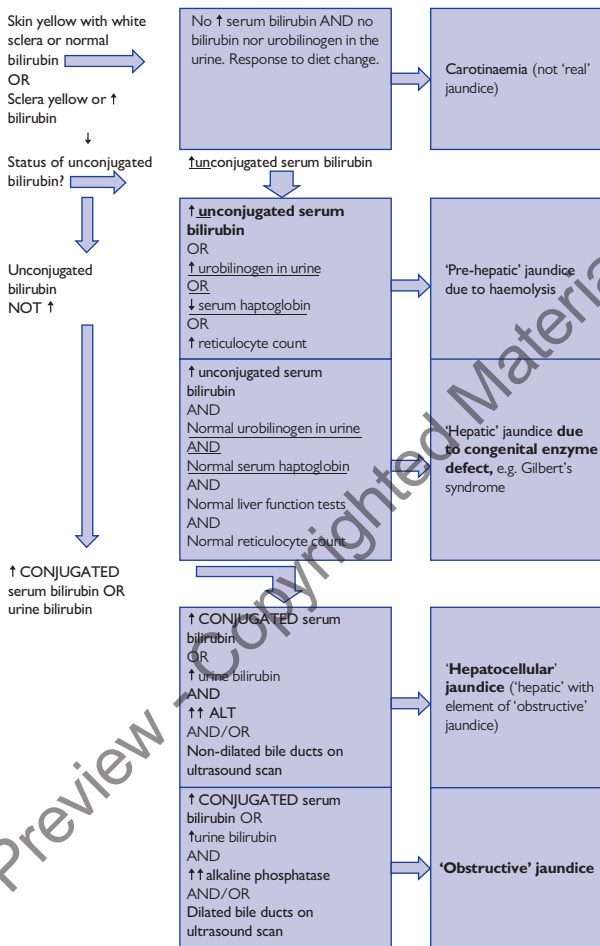 Skin yellow with white
sclera or normal
bilirubin
OR
Sclera yellow or ↑
bilirubin
↓
No ↑ serum bilirubin AND no
bilirubin nor urobilinogen in the
urine. Response to diet change.
Carotinaemia (not ‘real’
jaundice)
Status of unconjugated
bilirubin?
↑unconjugated serum bilirubin
Unconjugated
bilirubin
NOT ↑
↑ unconjugated serum
bilirubin
OR
↑ urobilinogen in urine
OR
↓ serum haptoglobin
OR
↑ reticulocyte count
‘Pre-hepatic’ jaundice
due to haemolysis
↑ unconjugated serum
bilirubin
AND
Normal urobilinogen in urine
AND
Normal serum haptoglobin
AND
Normal liver function tests
AND
Normal reticulocyte count
‘Hepatic’ jaundice due
to congenital enzyme
defect, e.g. Gilbert’s
syndrome
↑ CONJUGATED
serum bilirubin OR
urine bilirubin
↑ CONJUGATED serum
bilirubin
OR
↑ urine bilirubin
AND
↑↑ ALT
AND/OR
Non-dilated bile ducts on
ultrasound scan
‘Hepatocellular’
jaundice (‘hepatic’ with
element of ‘obstructive’
jaundice)
↑ CONJUGATED serum
bilirubin OR
↑urine bilirubin
AND
↑↑alkaline phosphatase
AND/OR
Dilated bile ducts on
ultrasound scan
‘Obstructive’ jaundice
Preview - Copyrighted Material